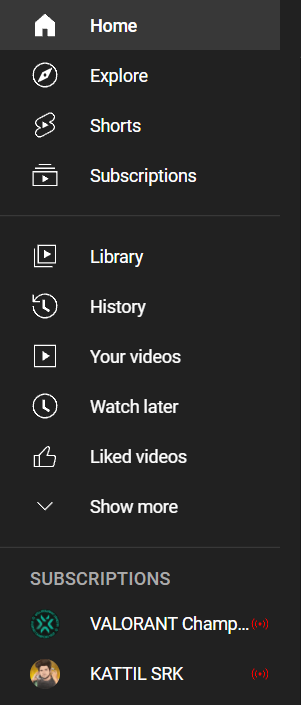 Home
Explore
Shorts
Subscriptions
Library
History
Your videos
Watch later
Liked videos
Show more
SUBSCRIPTIONS
VALORANT Champ...
KATTIL SRK